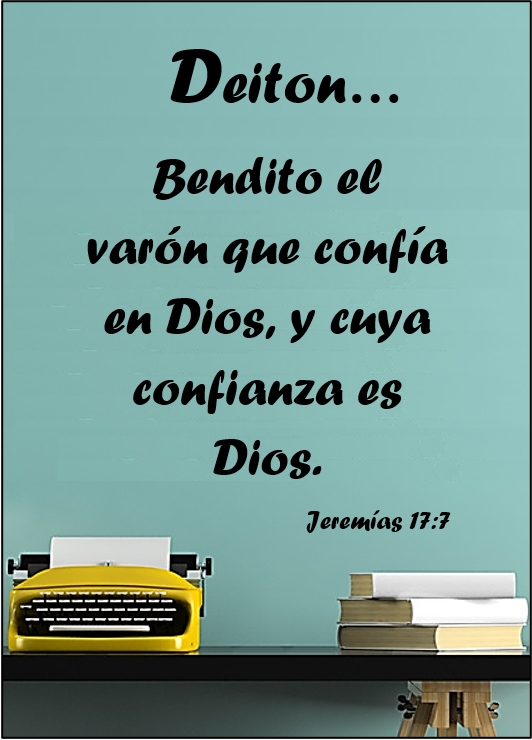 Deiton...
Bendito el
varón que confía
en Dios, y cuya
confianza es
Dios.
Jeremías 17:7